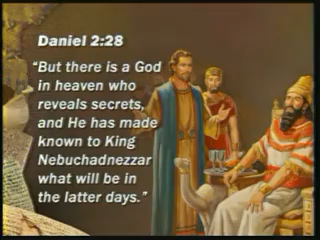 Daniel 2:28
“But there is a God
in heaven who
reveals secrets,
and He has made
known to King
Nebuchadnezzar
what will be in
the latter days.”